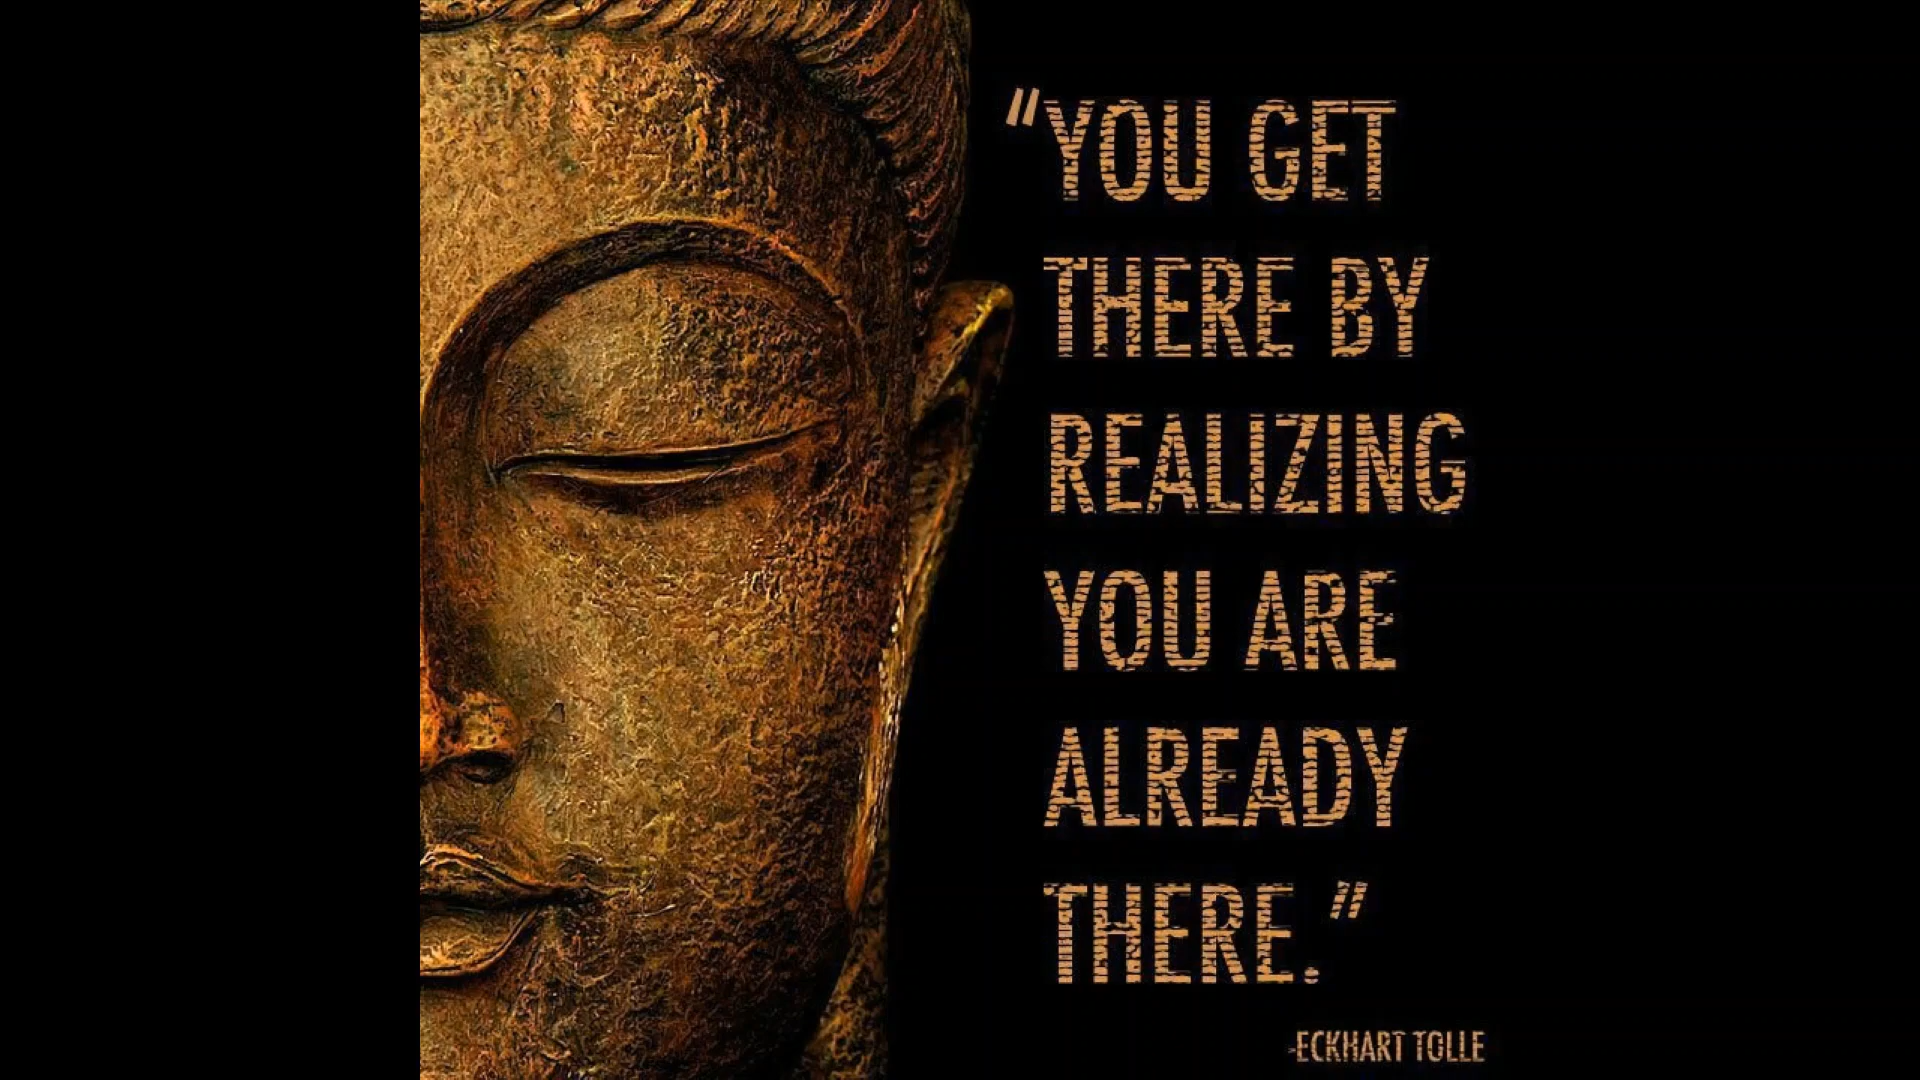 “YOU GET
THERE BY
REALIZING
YOU ARE
ALREADY
THERE.”
-ECKHART TOLLE